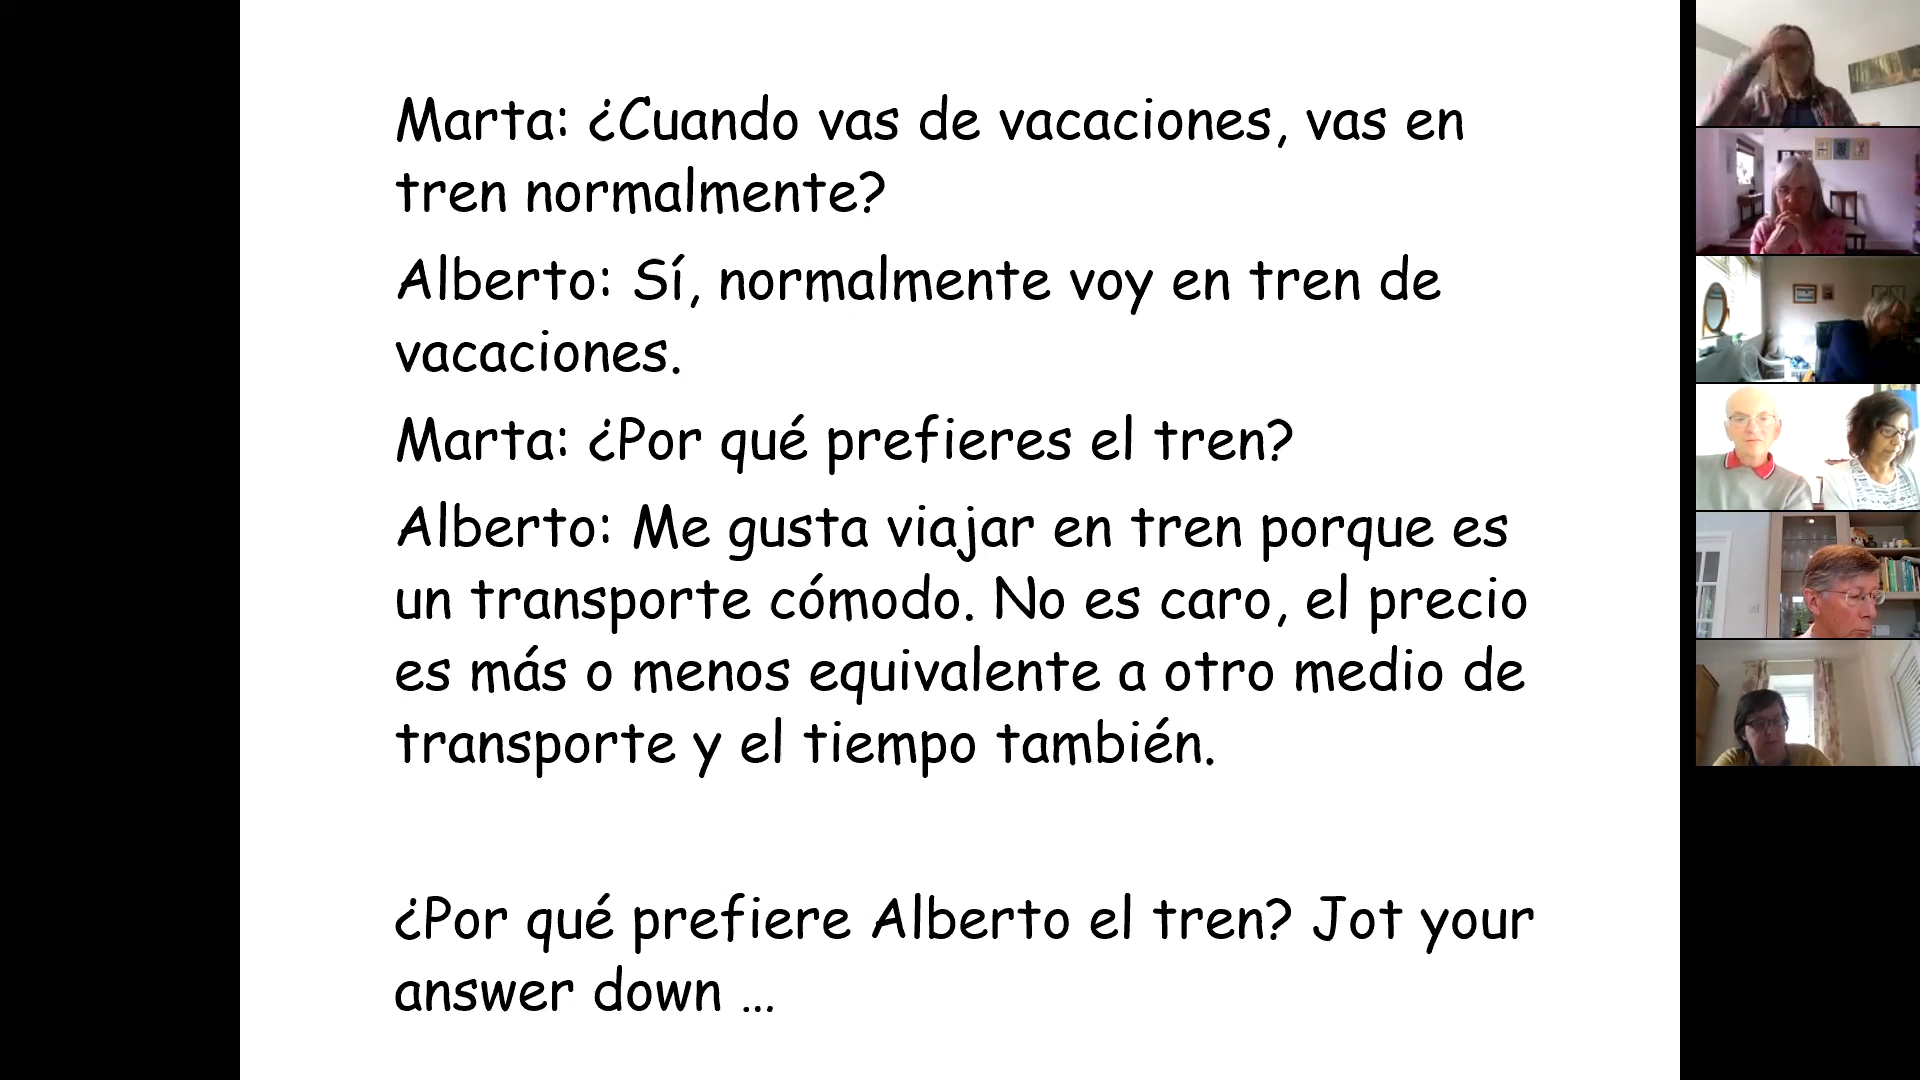 Marta: ¿Cuando vas de vacaciones, vas en
tren normalmente?
Alberto: Sí, normalmente voy en tren de
vacaciones.
Marta: ¿Por qué prefieres el tren?
Alberto: Me gusta viajar en tren porque es
un transporte cómodo. No es caro, el precio
es más o menos equivalente a otro medio de
transporte y el tiempo también.
¿Por qué prefiere Alberto el tren? Jot your
answer down …